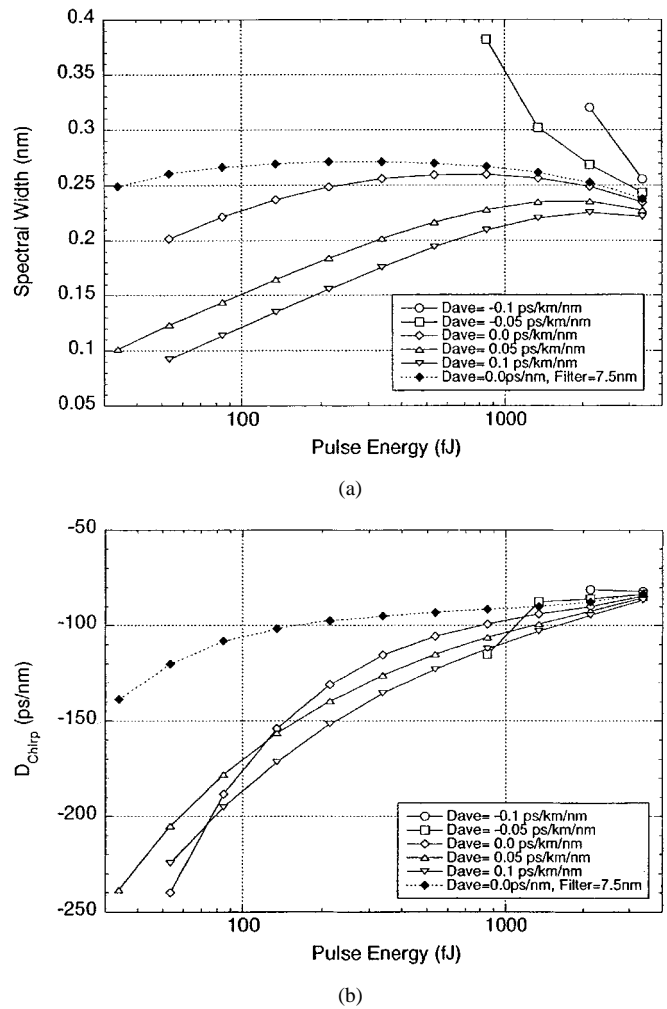 0.4
0.35
0.3
0.25
0.2
0.15
0.1
0.05
Spectral Width (nm)
Dave= -0.1 ps/km/nm
Dave= -0.05 ps/km/nm
Dave= 0.0 ps/km/nm
Dave= 0.05 ps/km/nm
Dave= 0.1 ps/km/nm
Dave=0.0ps/nm, Filter=7.5nm
100
1000
Pulse Energy (fJ)
(a)
-50
-100
-150
-200
-250
D_Chirp (ps/nm)
Dave= -0.1 ps/km/nm
Dave= -0.05 ps/km/nm
Dave= 0.0 ps/km/nm
Dave= 0.05 ps/km/nm
Dave= 0.1 ps/km/nm
Dave=0.0ps/nm, Filter=7.5nm
100
1000
Pulse Energy (fJ)
(b)